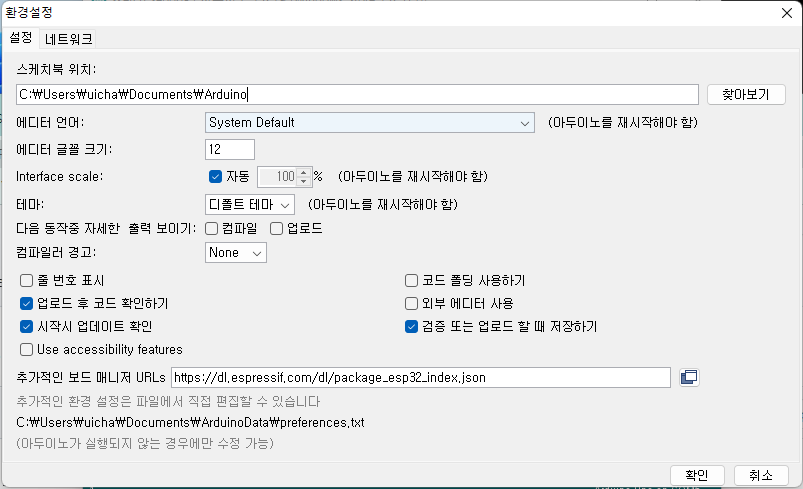 환경설정
설정 네트워크
스케치북 위치:
C:₩Users₩uicha₩Documents₩Arduino 찾아보기
에디터 언어: System Default (아두이노를 재시작해야 함)
에디터 글꼴 크기: 12
Interface scale: 자동 100 % (아두이노를 재시작해야 함)
테마: 디폴트 테마 (아두이노를 재시작해야 함)
다음 동작중 자세한 출력 보이기: 컴파일 업로드
컴파일러 경고: None
줄 번호 표시 코드 폴딩 사용하기
업로드 후 코드 확인하기 외부 에디터 사용
시작시 업데이트 확인 검증 또는 업로드 할 때 저장하기
Use accessibility features
추가적인 보드 매니저 URLs https://dl.espressif.com/dl/package_esp32_index.json
추가적인 환경 설정은 파일에서 직접 편집할 수 있습니다
C:₩Users₩uicha₩Documents₩ArduinoData₩preferences.txt
(아두이노가 실행되지 않는 경우에만 수정 가능)
확인 취소